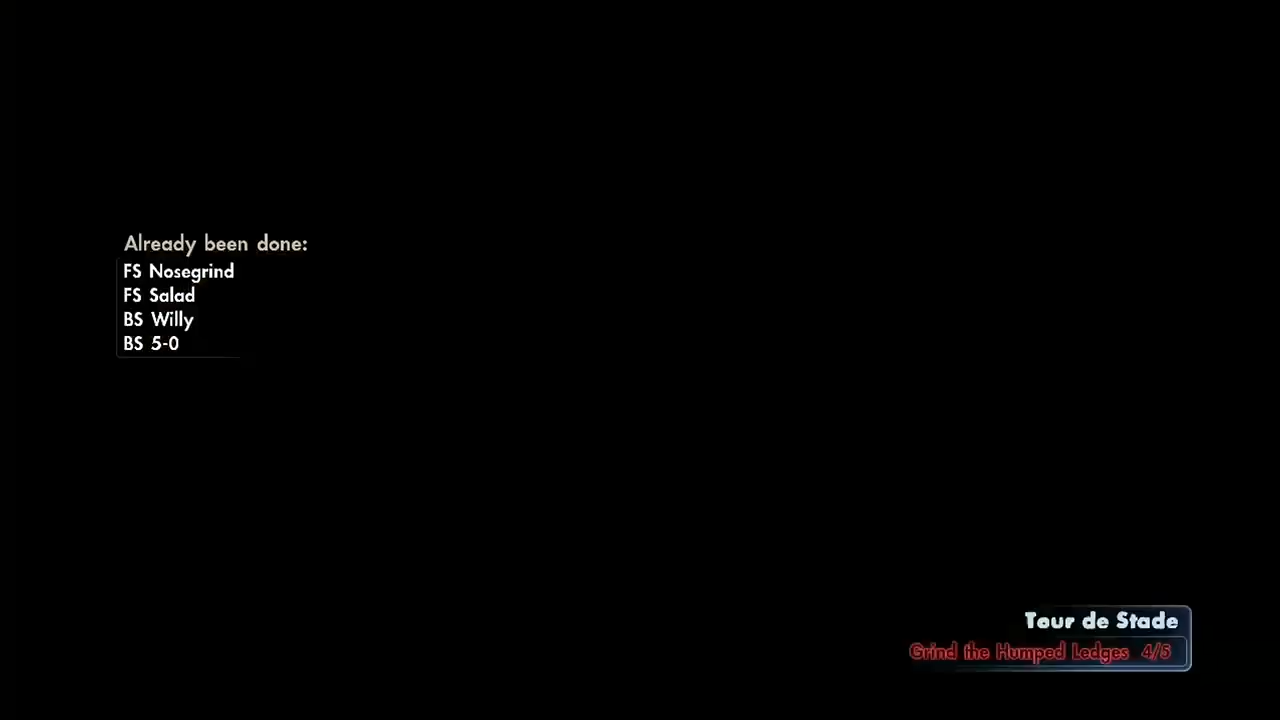 Already been done:
FS Nosegrind
FS Salad
BS Willy
BS 5-0
Tour de Stade
Grind the Humped Ledges 4/5